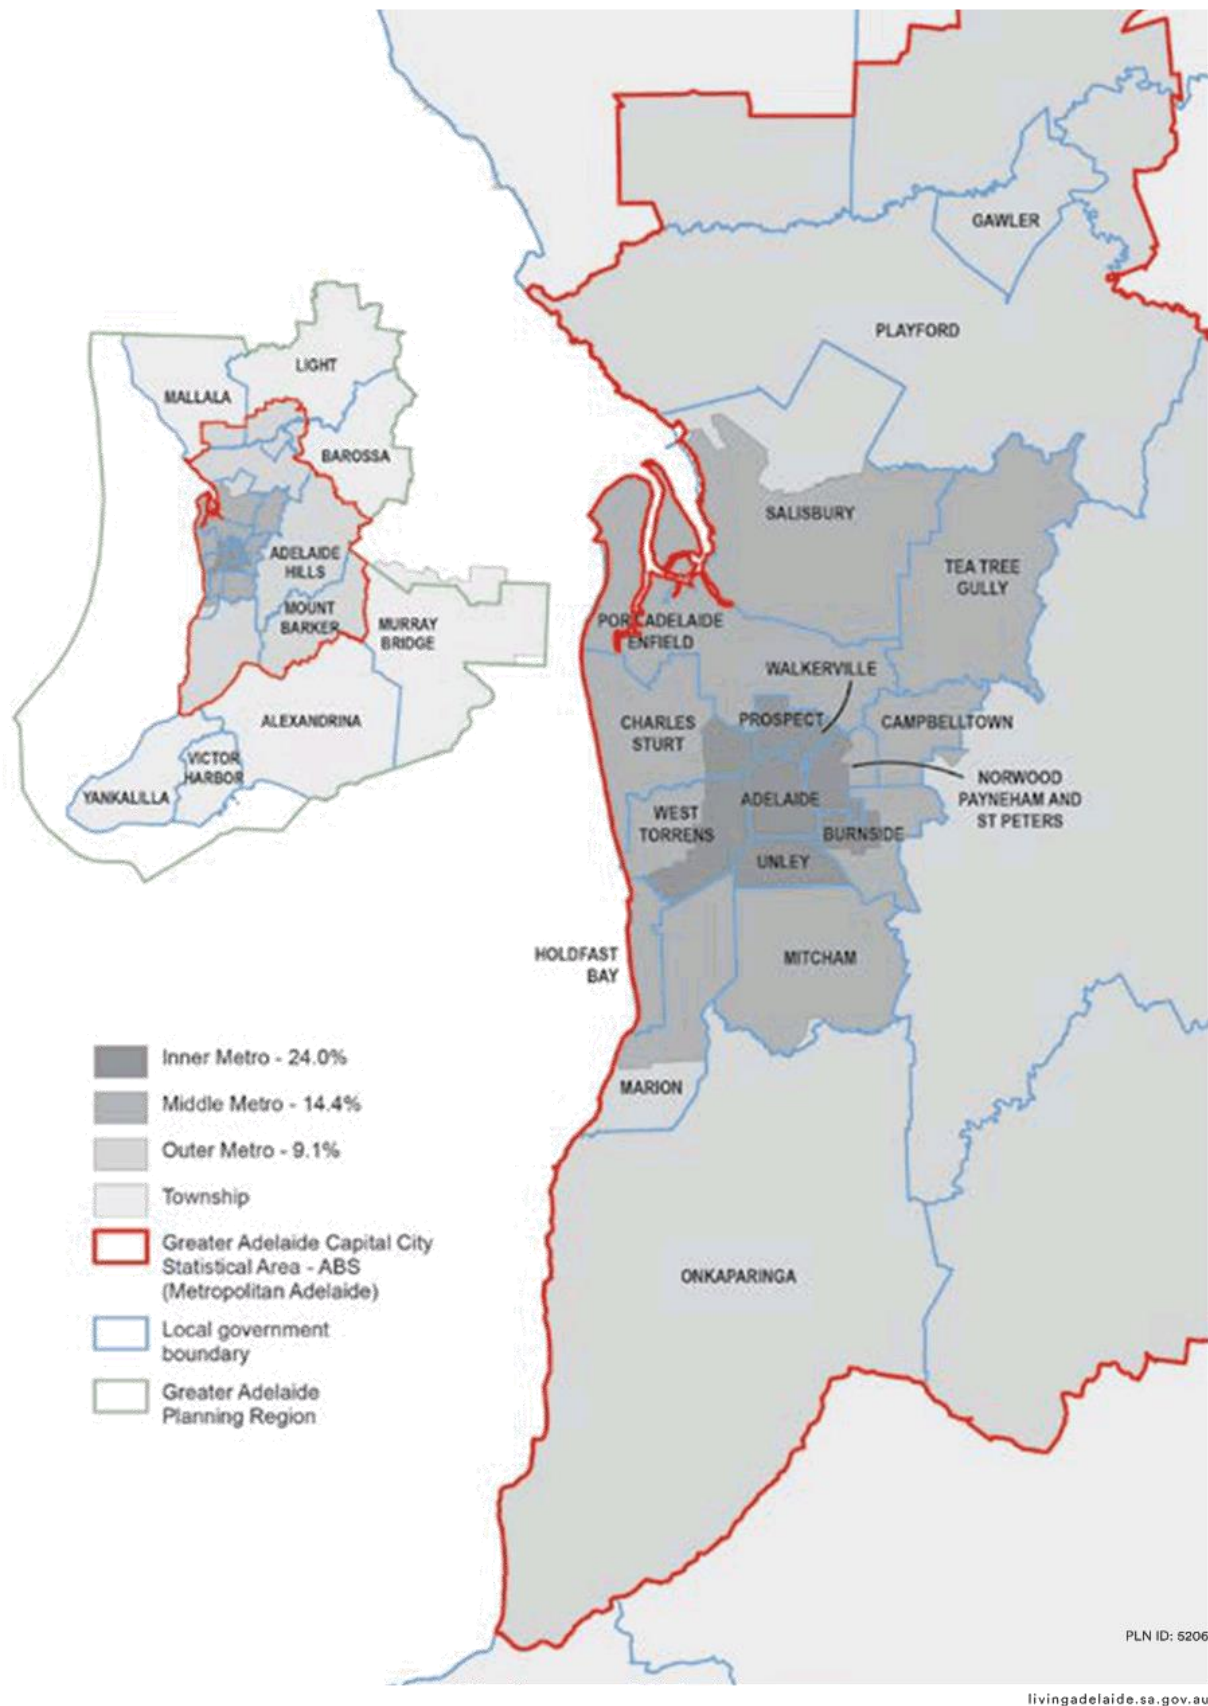 GAWLER
PLAYFORD
LIGHT
MALLALA
BAROSSA
SALISBURY
ADELAIDE
HILLS
TEA TREE
GULLY
MOUNT
BARKER
MURRAY
BRIDGE
PORT ADELAIDE
ENFIELD
WALKERVILLE
CHARLES
STURT
PROSPECT
CAMPBELLTOWN
ALEXANDRINA
VICTOR
HARBOR
YANKALILLA
NORWOOD
PAYNEHAM AND
ST PETERS
ADELAIDE
WEST
TORRENS
BURNSIDE
UNLEY
HOLDFAST
BAY
MITCHAM
MARION
ONKAPARINGA
Inner Metro - 24.0%
Middle Metro - 14.4%
Outer Metro - 9.1%
Township
Greater Adelaide Capital City
Statistical Area - ABS
(Metropolitan Adelaide)
Local government
boundary
Greater Adelaide
Planning Region
PLN ID: 5206
livingadelaide.sa.gov.au